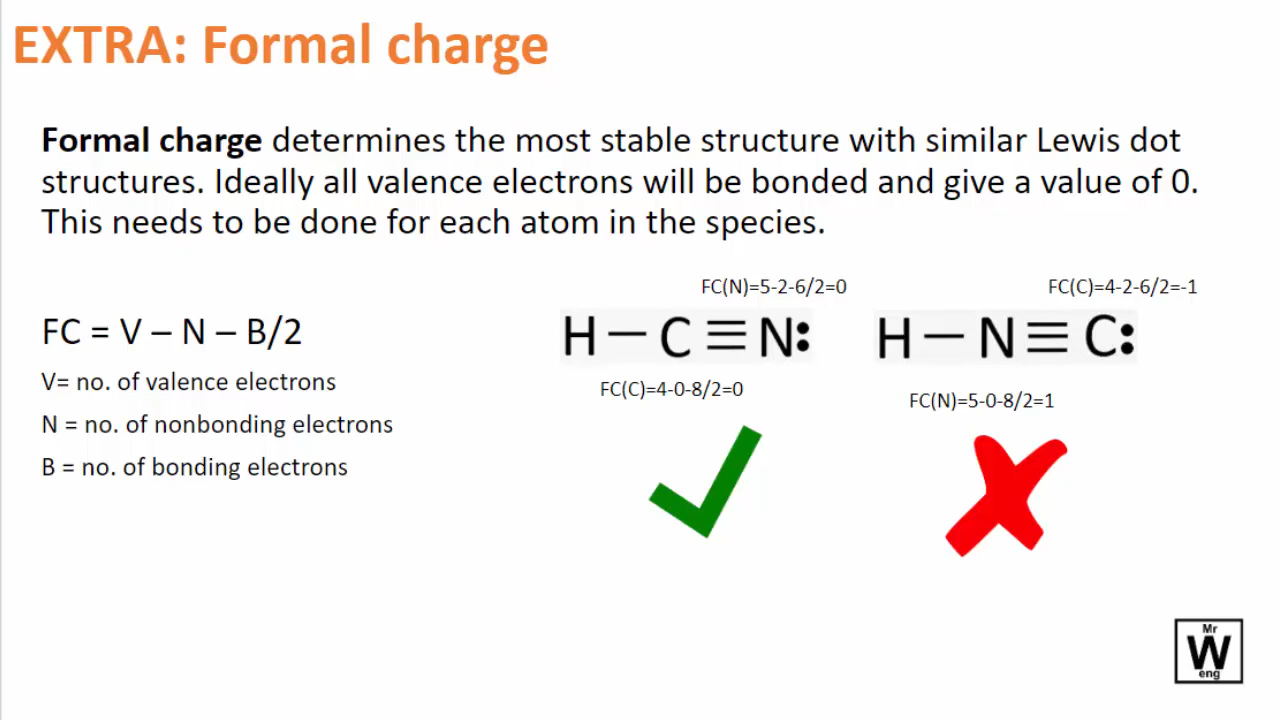 EXTRA: Formal charge
Formal charge determines the most stable structure with similar Lewis dot
structures. Ideally all valence electrons will be bonded and give a value of 0.
This needs to be done for each atom in the species.
FC = V – N – B/2
V= no. of valence electrons
N = no. of nonbonding electrons
B = no. of bonding electrons
FC(N)=5-2-6/2=0
H — C ≡ N:
FC(C)=4-0-8/2=0
FC(C)=4-2-6/2=-1
H — N ≡ C:
FC(N)=5-0-8/2=1
Mr
W
eng